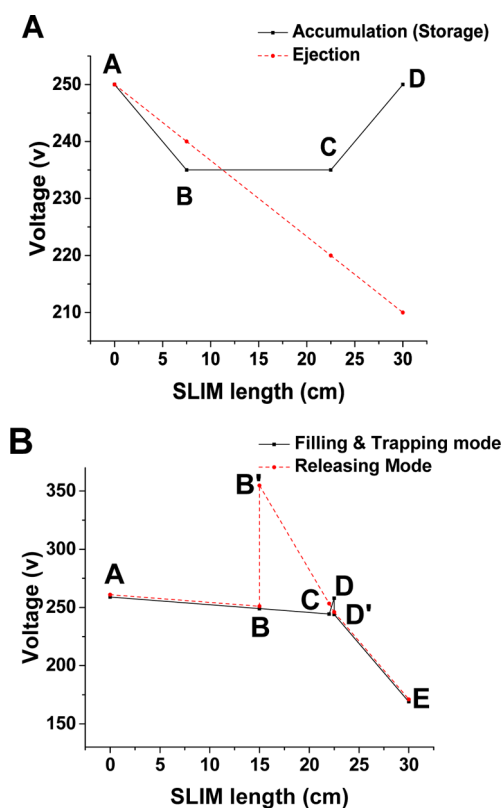 A
Accumulation (Storage)
Ejection
A
D
250
240
C
230
B
220
210
Voltage (v)
0 5 10 15 20 25 30
SLIM length (cm)
B
Filling & Trapping mode
Releasing Mode
350
B'
300
A
D
C
250
B
D'
200
E
150
Voltage (v)
0 5 10 15 20 25 30
SLIM length (cm)